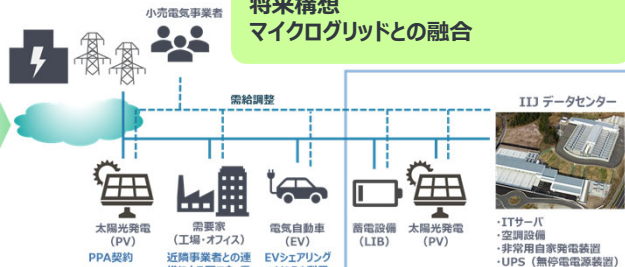 将来構想
マイクログリッドとの融合
小売電気事業者
需給調整
IIJ データセンター
太陽光発電
(PV)
PPA契約
需要家
(工場・オフィス)
近隣事業者との連
電気自動車
(EV)
EVシェアリング
蓄電設備
(LIB)
太陽光発電
(PV)
・ITサーバ
・空調設備
・非常用自家発電装置
・UPS(無停電電源装置)